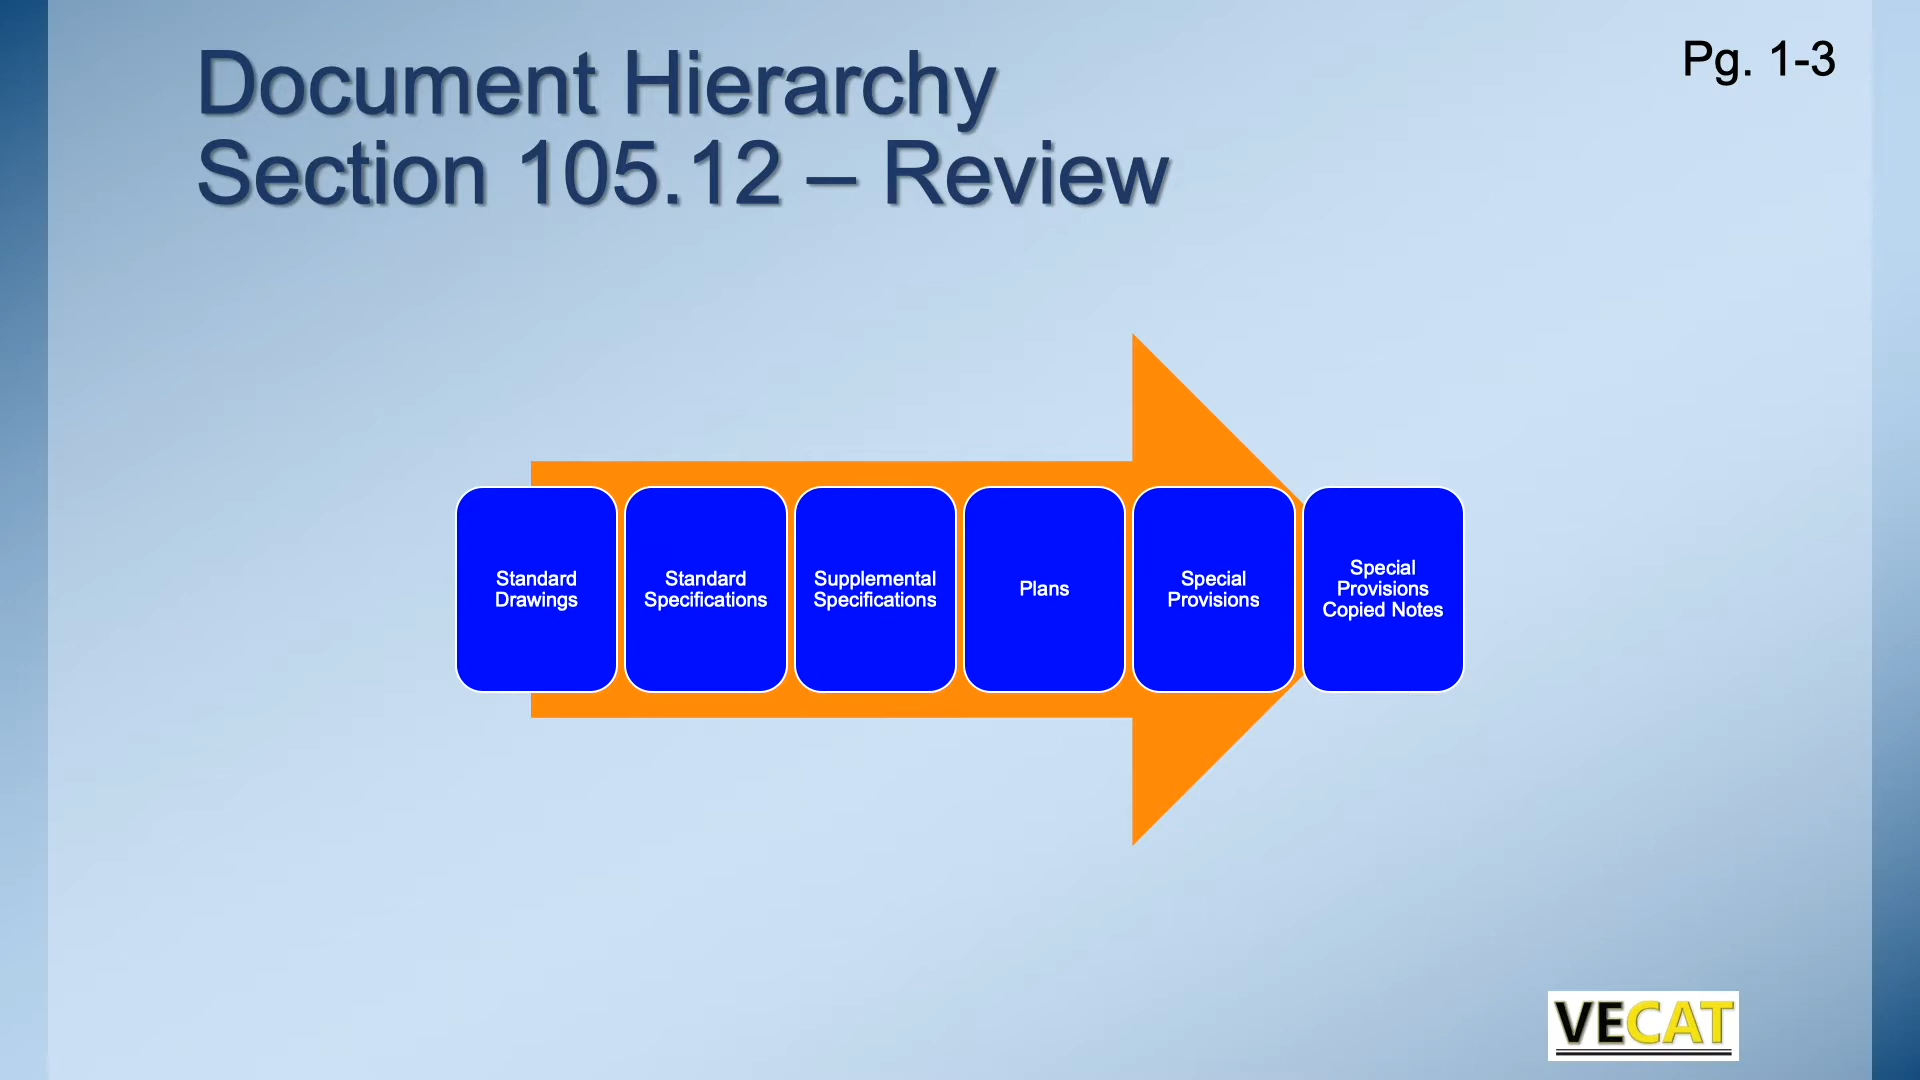 Document Hierarchy
Section 105.12 – Review
Pg. 1-3
Standard
Drawings
Standard
Specifications
Supplemental
Specifications
Plans
Special
Provisions
Special
Provisions
Copied Notes
VECAT